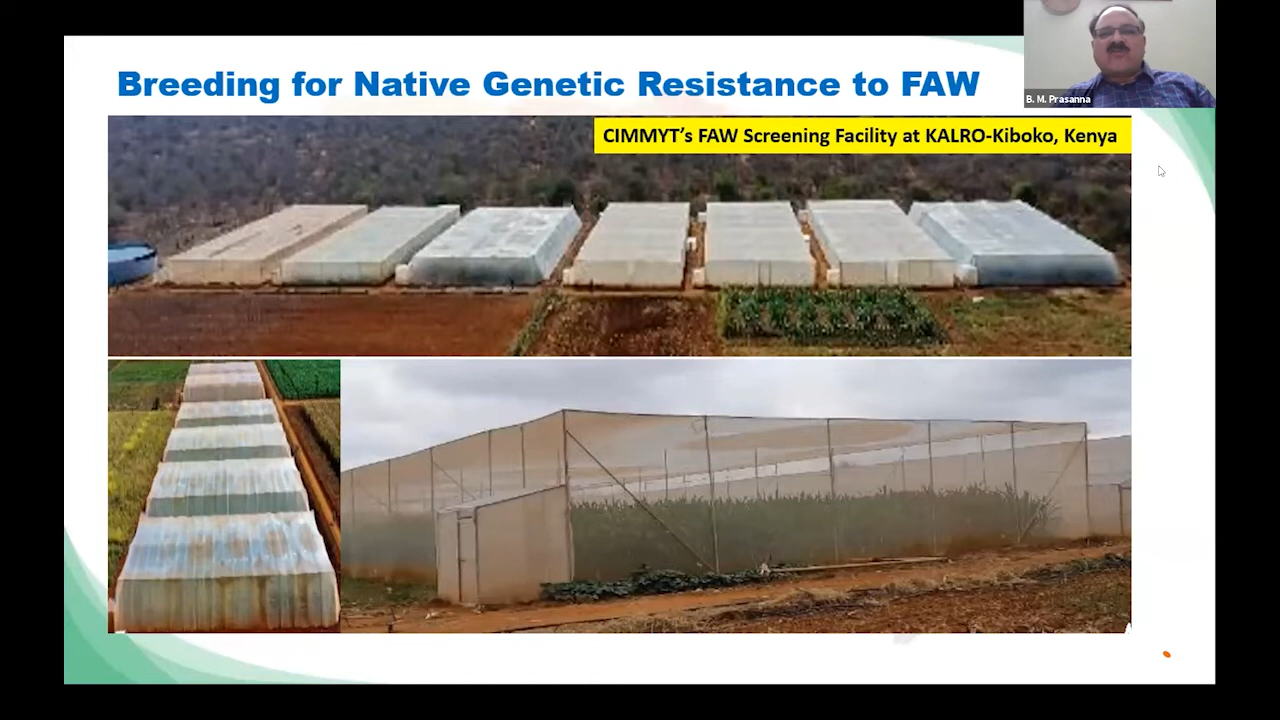 Breeding for Native Genetic Resistance to FAW
B. M. Prasanna
CIMMYT’s FAW Screening Facility at KALRO-Kiboko, Kenya